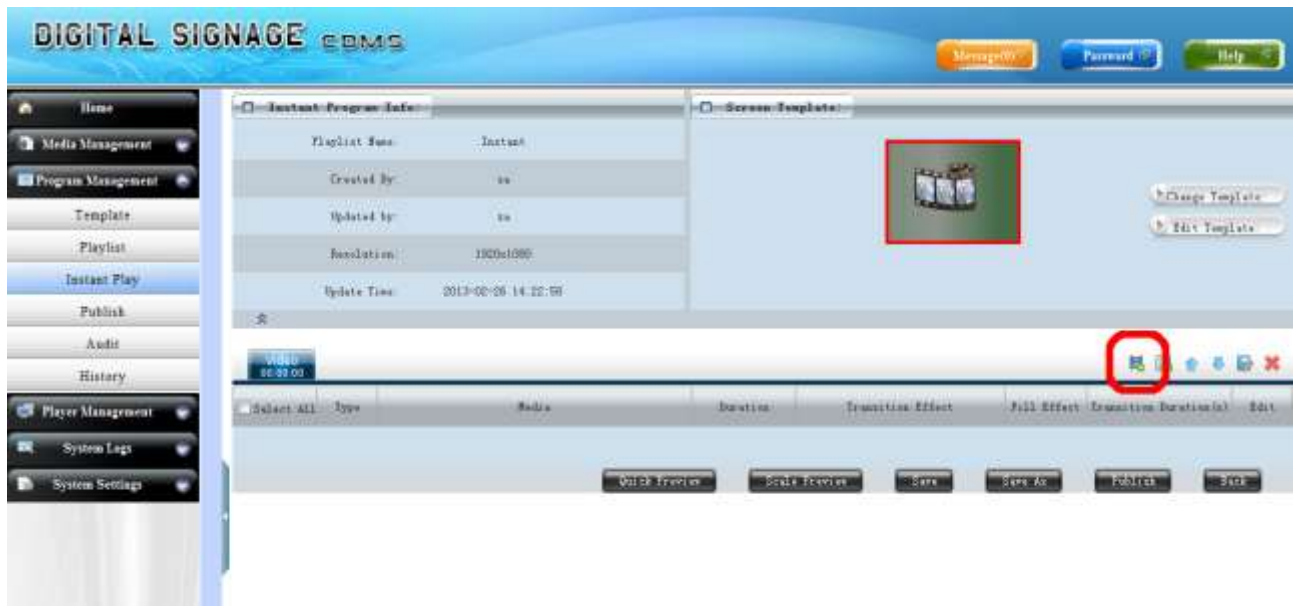 DIGITAL SIGNAGE CDMS
Message(0) Password Help
Home
Media Management
Program Management
Template
Playlist
Instant Play
Publish
Audit
History
Player Management
System Logs
System Settings
Instant Program Info:
Playlist Name: Instant
Created By:
Updated by:
Resolution: 1920x1080
Update Time: 2013-02-26 14:22:58
Screen Template:
Change Template
Edit Template
Video
00:00:00
Select All Type Media Duration Transition Effect Fill Effect Transition Duration(s) Edit
Quick Preview Scale Preview Save Save As Publish Back